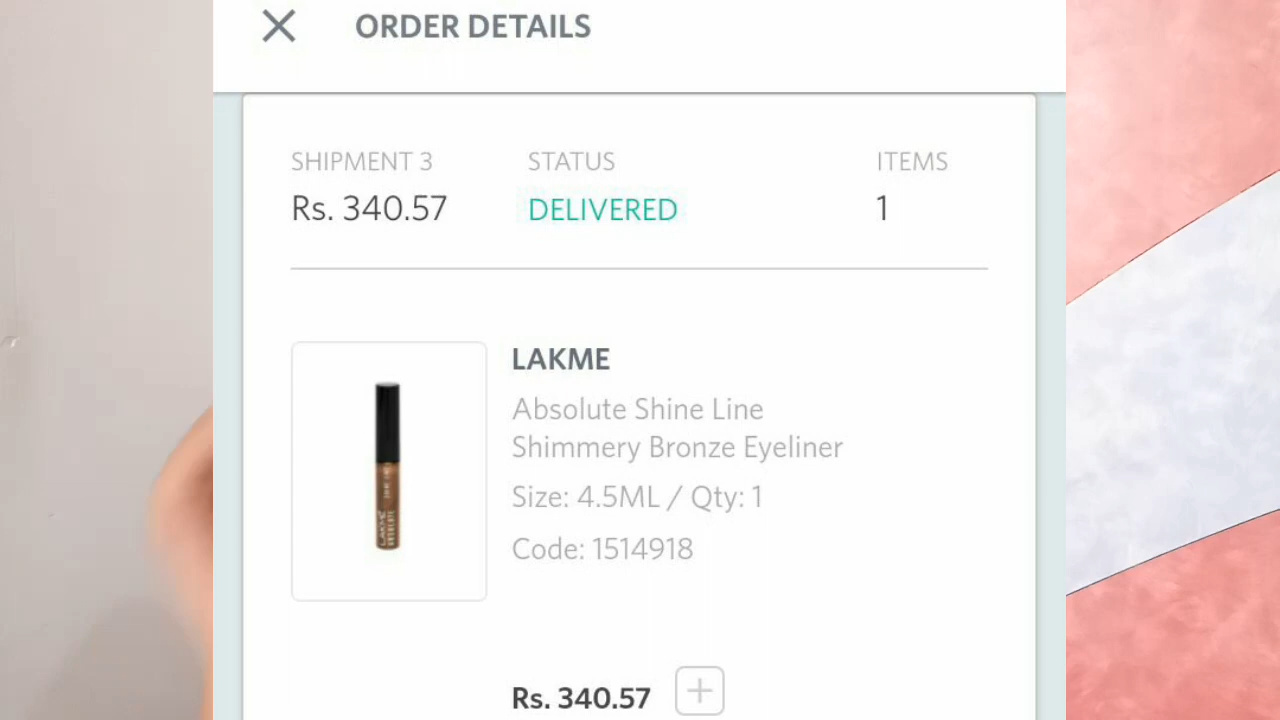 ORDER DETAILS
SHIPMENT 3 STATUS ITEMS
Rs. 340.57 DELIVERED 1
LAKME
Absolute Shine Line
Shimmery Bronze Eyeliner
Size: 4.5ML / Qty: 1
Code: 1514918
Rs. 340.57